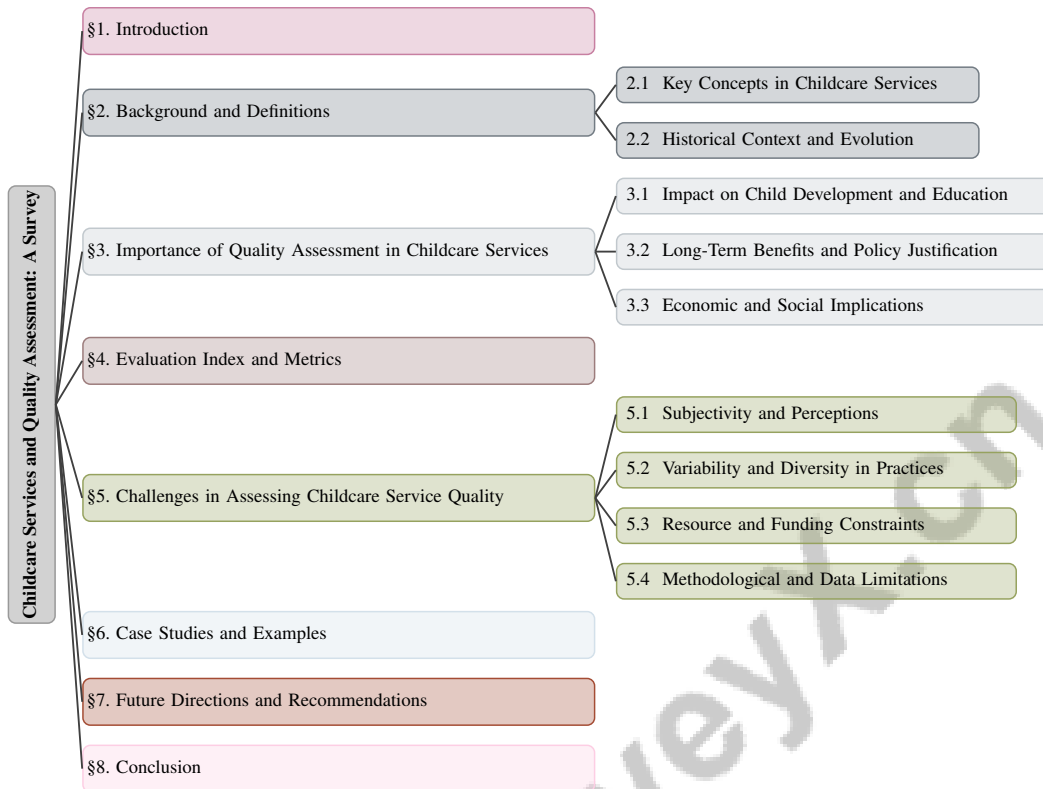 Childcare Services and Quality Assessment: A Survey
§1. Introduction
§2. Background and Definitions
2.1 Key Concepts in Childcare Services
2.2 Historical Context and Evolution
§3. Importance of Quality Assessment in Childcare Services
3.1 Impact on Child Development and Education
3.2 Long-Term Benefits and Policy Justification
3.3 Economic and Social Implications
§4. Evaluation Index and Metrics
§5. Challenges in Assessing Childcare Service Quality
5.1 Subjectivity and Perceptions
5.2 Variability and Diversity in Practices
5.3 Resource and Funding Constraints
5.4 Methodological and Data Limitations
§6. Case Studies and Examples
§7. Future Directions and Recommendations
§8. Conclusion
veyx.cn